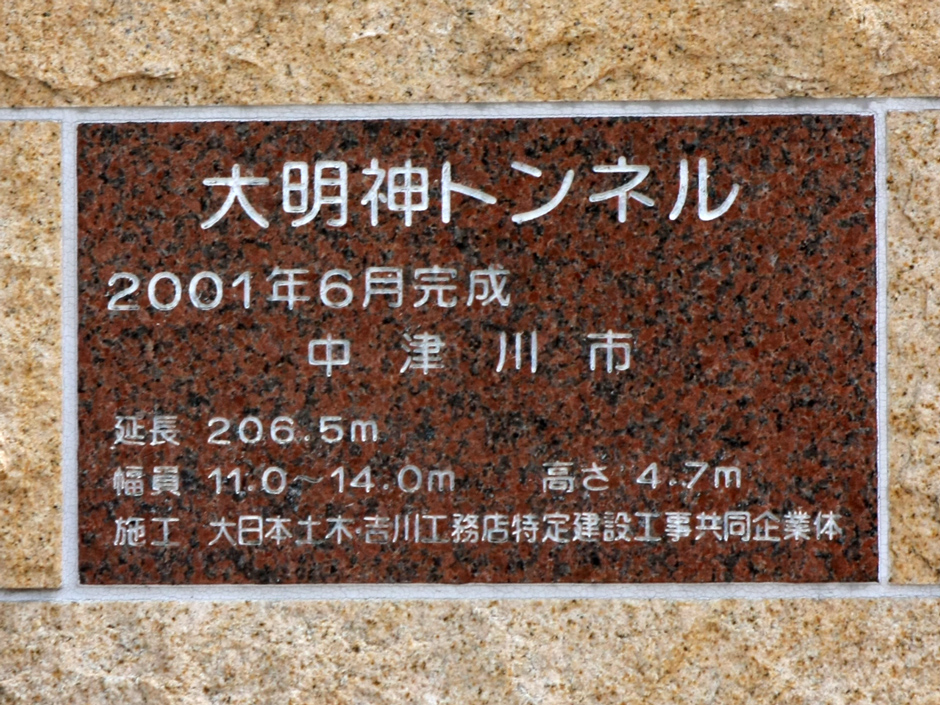 大明神トンネル
2001年6月完成
中津川市
延長 206.5m
幅員 11.0～14.0m 高さ 4.7m
施工 大日本土木・吉川工務店特定建設工事共同企業体